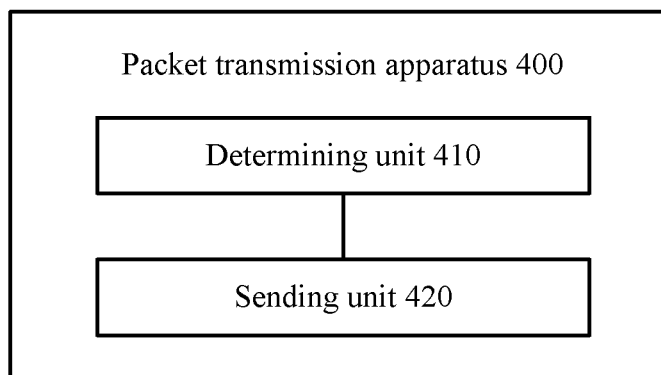 Packet transmission apparatus 400
Determining unit 410
Sending unit 420